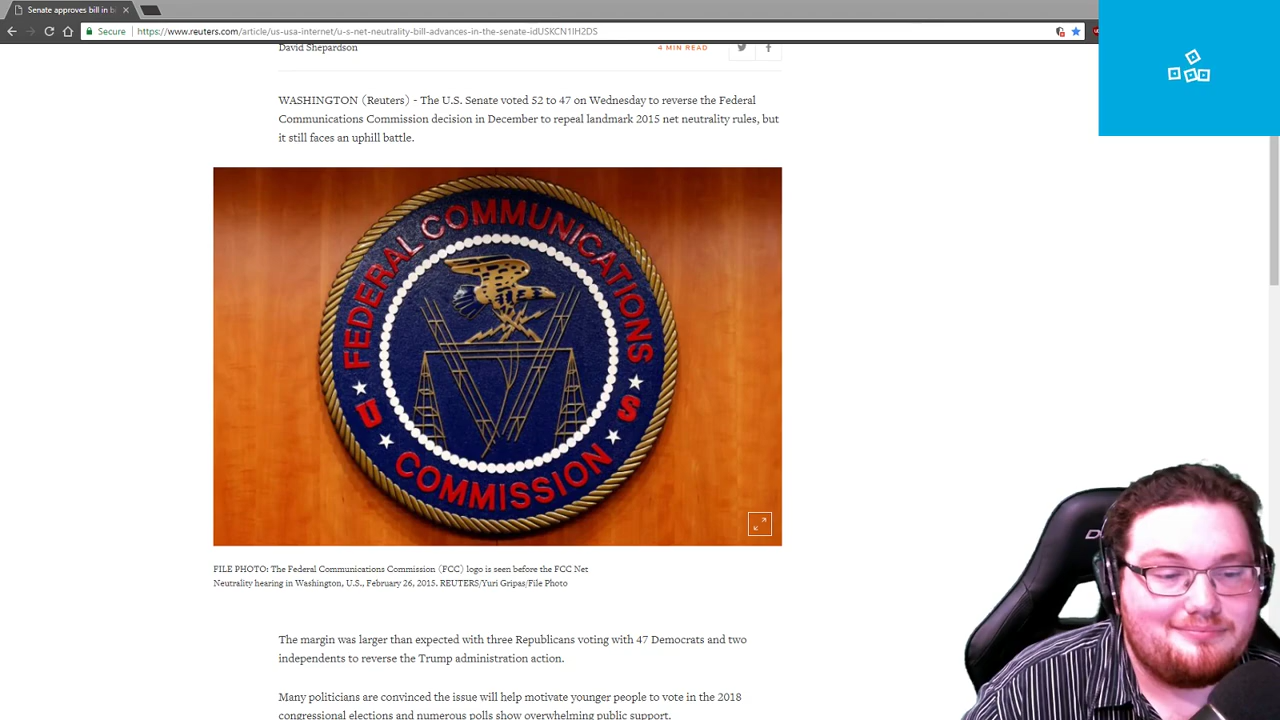 Senate approves bill in b
Secure
https://www.reuters.com/article/us-usa-internet/u-s-net-neutrality-bill-advances-in-the-senate-idUSKCN1IH2DS
David Shepardson
4 MIN READ
WASHINGTON (Reuters) - The U.S. Senate voted 52 to 47 on Wednesday to reverse the Federal
Communications Commission decision in December to repeal landmark 2015 net neutrality rules, but
it still faces an uphill battle.
FEDERAL COMMUNICATIONS
U S
COMMISSION
FILE PHOTO: The Federal Communications Commission (FCC) logo is seen before the FCC Net
Neutrality hearing in Washington, U.S., February 26, 2015. REUTERS/Yuri Gripas/File Photo
The margin was larger than expected with three Republicans voting with 47 Democrats and two
independents to reverse the Trump administration action.
Many politicians are convinced the issue will help motivate younger people to vote in the 2018
congressional elections and numerous polls show overwhelming public support.